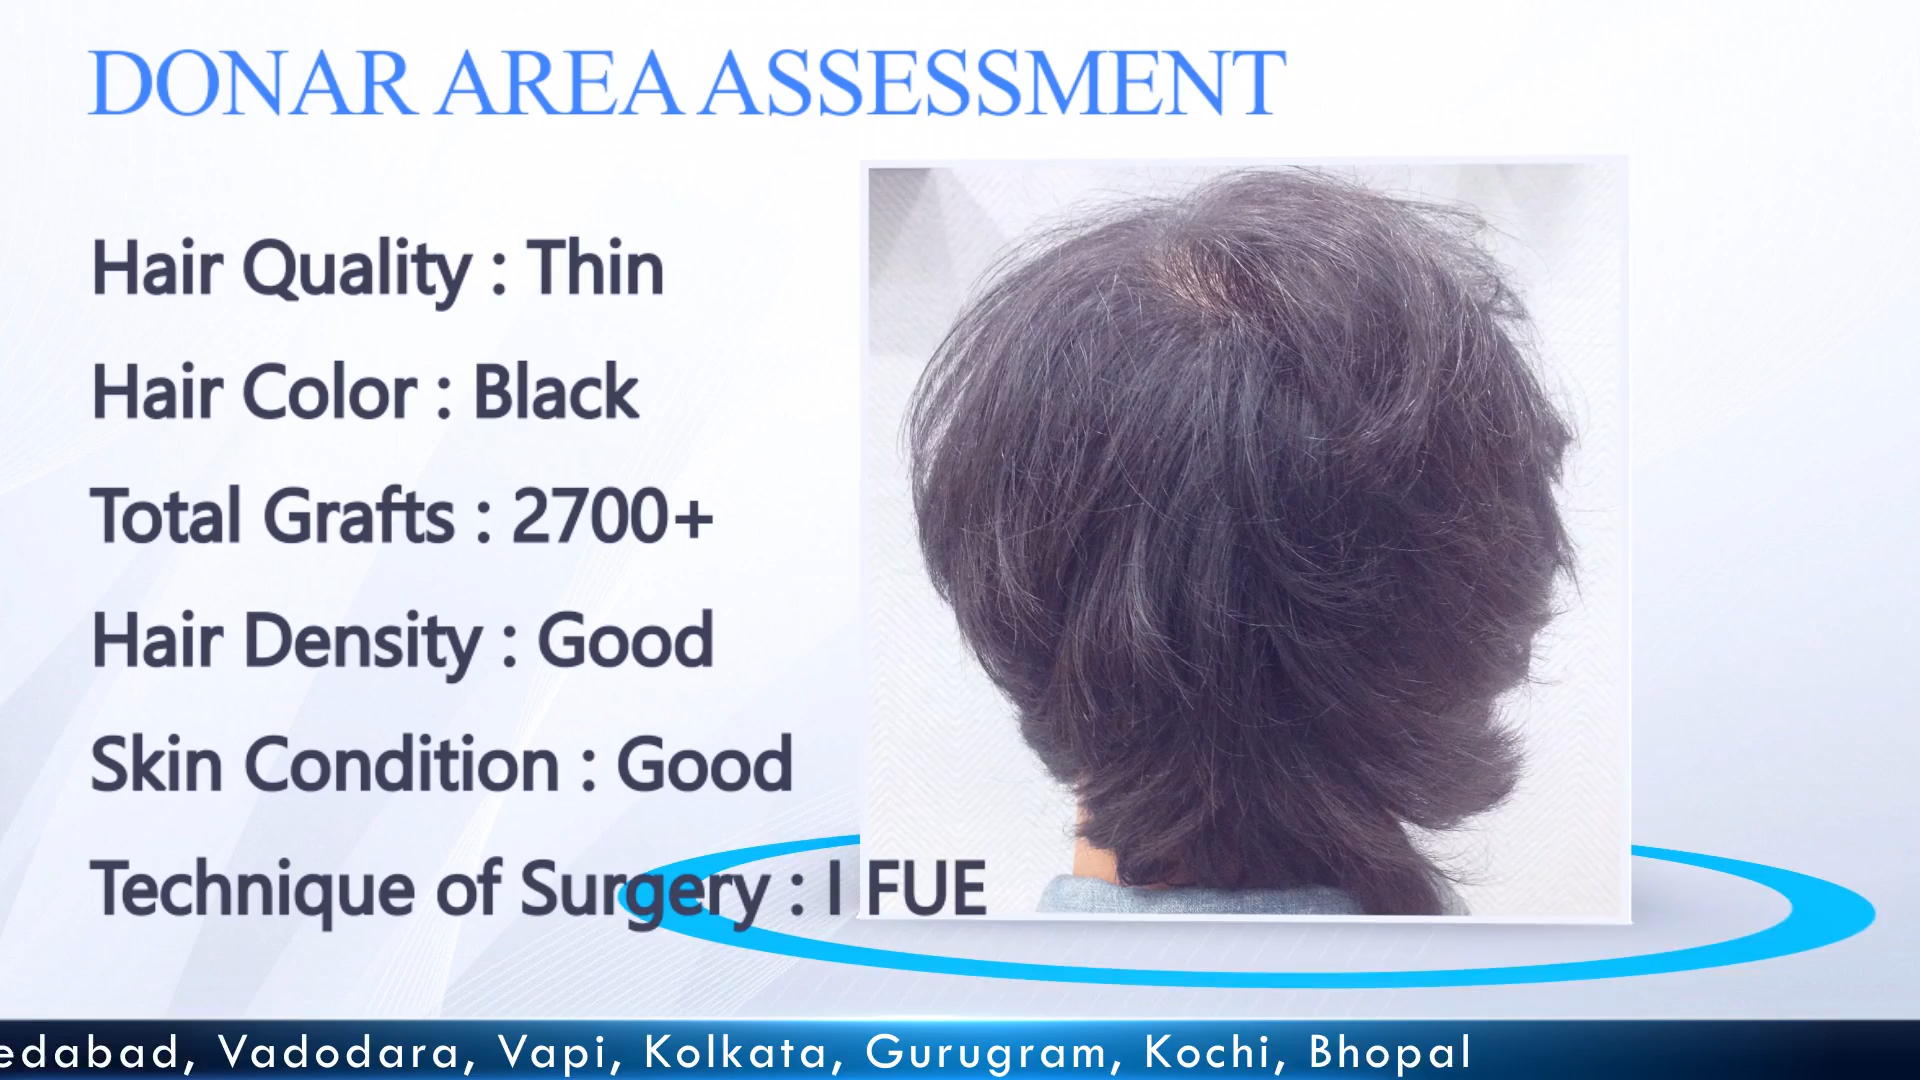 DONAR AREA ASSESSMENT
Hair Quality : Thin
Hair Color : Black
Total Grafts : 2700+
Hair Density : Good
Skin Condition : Good
Technique of Surgery : I FUE
Vadodara, Vapi, Kolkata, Gurugram, Kochi, Bhopal